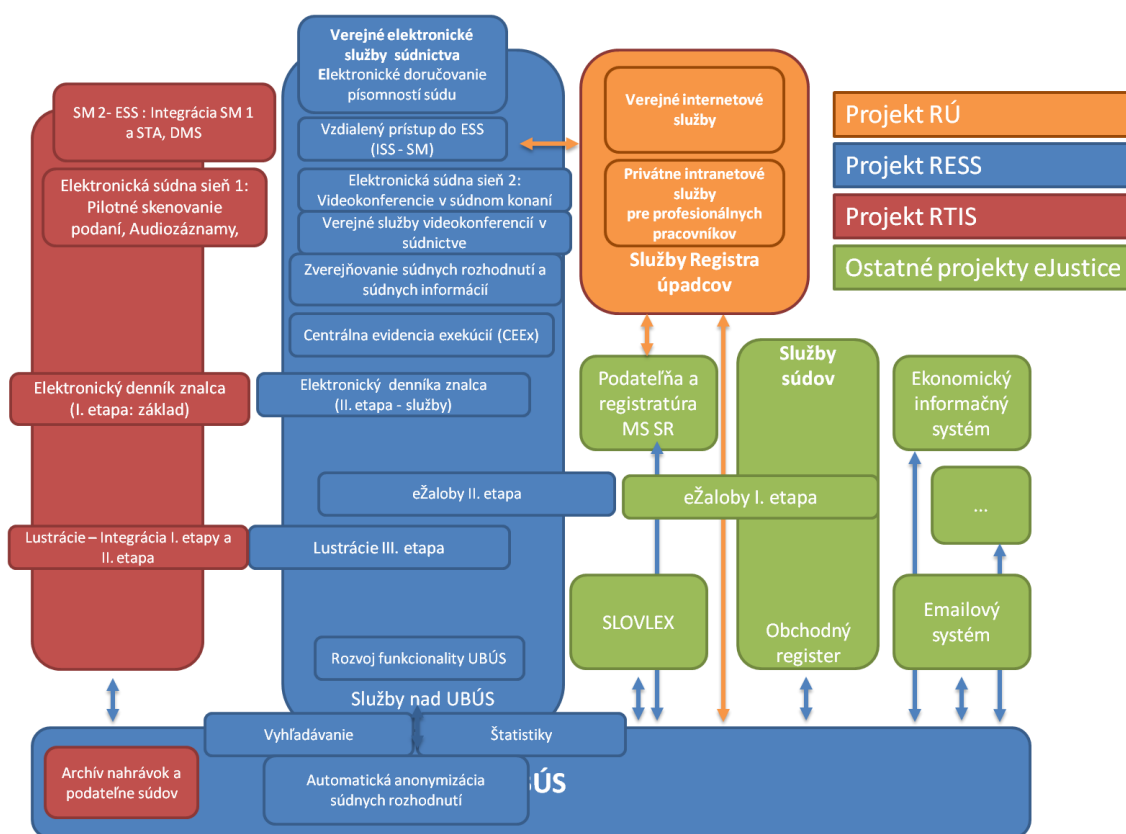 SM 2- ESS : Integrácia SM 1
a STA, DMS
Elektronická súdna sieň 1:
Pilotné skenovanie
podaní, Audiozáznamy,
Elektronický denník znalca
(I. etapa: základ)
Lustrácie – Integrácia I. etapy a
II. etapa
Verejné elektronické
služby súdnictva
Elektronické doručovanie
písomností súdu
Vzdialený prístup do ESS
(ISS - SM)
Elektronická súdna sieň 2:
Videokonferencie v súdnom konaní
Verejné služby videokonferencií v
súdnictve
Zverejňovanie súdnych rozhodnutí a
súdnych informácií
Centrálna evidencia exekúcií (CEEx)
Elektronický denníka znalca
(II. etapa - služby)
eŽaloby II. etapa
Lustrácie III. etapa
Rozvoj funkcionality UBÚS
Služby nad UBÚS
Verejné internetové
služby
Privátne intranetové
služby
pre profesionálnych
pracovníkov
Služby Registra
úpadcov
Projekt RÚ
Projekt RESS
Projekt RTIS
Ostatné projekty eJustice
Podateľňa a
registratúra
MS SR
Služby
súdov
Ekonomický
informačný
systém
eŽaloby I. etapa
...
SLOVLEX
Obchodný
register
Emailový
systém
Vyhľadávanie
Štatistiky
Archív nahrávok a
podateľne súdov
Automatická anonymizácia
súdnych rozhodnutí
BÚS